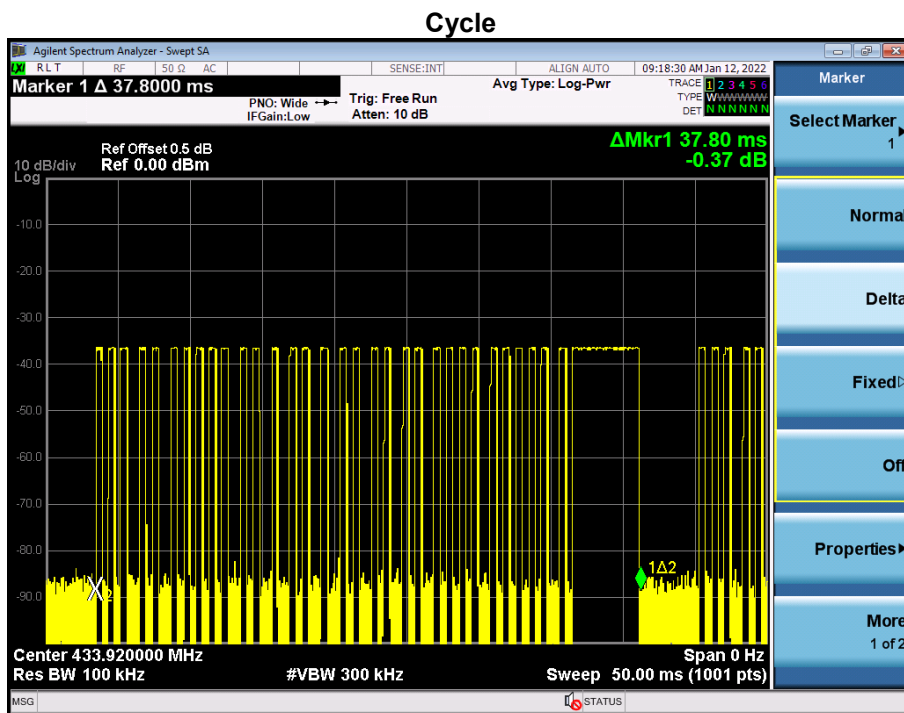 Cycle
Agilent Spectrum Analyzer - Swept SA
LXI RLT RF 50 Ω AC SENSE:INT ALIGN AUTO 09:18:30 AM Jan 12, 2022
Marker 1 Δ 37.8000 ms
PNO: Wide
IFGain:Low
Trig: Free Run
Atten: 10 dB
Avg Type: Log-Pwr
TRACE 1 2 3 4 5 6
TYPE WWWWWW
DET N N N N N N
ΔMkr1 37.80 ms
-0.37 dB
Ref Offset 0.5 dB
10 dB/div Ref 0.00 dBm
Log
-10.0
-20.0
-30.0
-40.0
-50.0
-60.0
-70.0
-80.0
-90.0
X2
1Δ2
Center 433.920000 MHz Span 0 Hz
Res BW 100 kHz #VBW 300 kHz Sweep 50.00 ms (1001 pts)
MSG STATUS
Marker
Select Marker
1
Normal
Delta
Fixed
Off
Properties
More
1 of 2